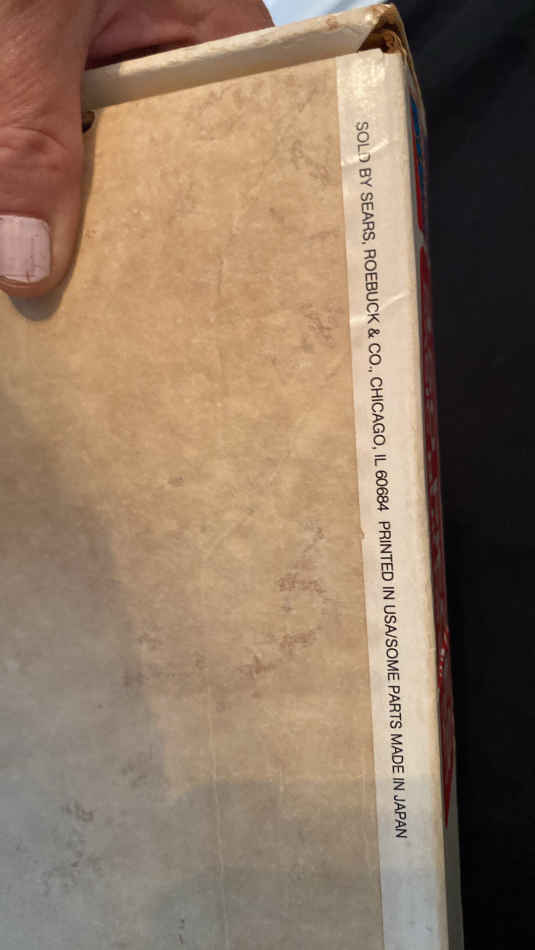 SOLD BY SEARS, ROEBUCK & CO., CHICAGO, IL 60684 PRINTED IN USA/SOME PARTS MADE IN JAPAN